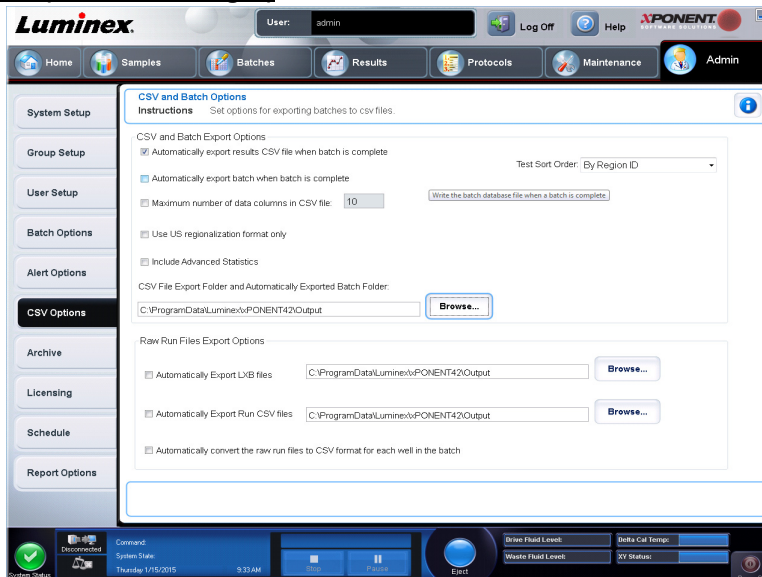 Luminex.
User:
admin
Log Off
Help
XPONENT.
SOFTWARE SOLUTIONS
Home
Samples
Batches
Results
Protocols
Maintenance
Admin
System Setup
Group Setup
User Setup
Batch Options
Alert Options
CSV Options
Archive
Licensing
Schedule
Report Options
CSV and Batch Options
Instructions Set options for exporting batches to csv files.
CSV and Batch Export Options
Automatically export results CSV file when batch is complete
Test Sort Order: By Region ID
Automatically export batch when batch is complete
Maximum number of data columns in CSV file: 10
Write the batch database file when a batch is complete
Use US regionalization format only
Include Advanced Statistics
CSV File Export Folder and Automatically Exported Batch Folder:
C:\ProgramData\Luminex\xPONENT42\Output
Browse...
Raw Run Files Export Options
Automatically Export LXB files C:\ProgramData\Luminex\xPONENT42\Output Browse...
Automatically Export Run CSV files C:\ProgramData\Luminex\xPONENT42\Output Browse...
Automatically convert the raw run files to CSV format for each well in the batch
System Status
Disconnected
Command:
System State:
Thursday 1/15/2015 9:33 AM
Stop
Pause
Eject
Drive Fluid Level:
Waste Fluid Level:
Delta Cal Temp:
XY Status: